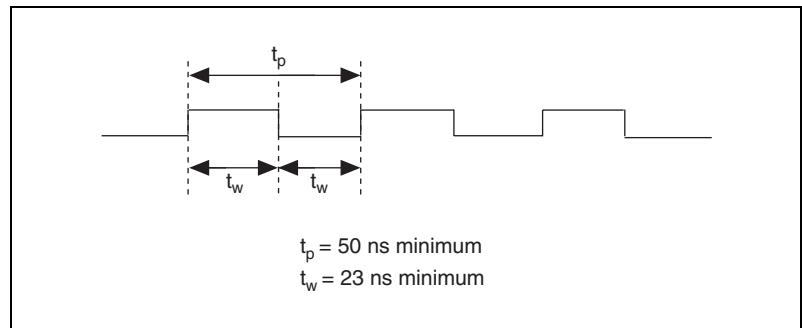 tp
tw tw
tp = 50 ns minimum
tw = 23 ns minimum